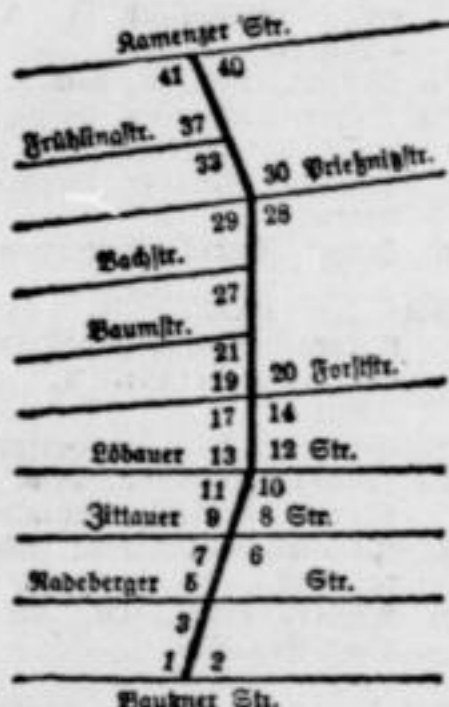 Kamenzer Str.
41 40
Frühlingstr. 37
33
30 Prießnitzstr.
29 28
Bachstr.
27
Baumstr.
21
19 20 Forststr.
17 14
Löbauer 13 12 Str.
11 10
Zittauer 9 8 Str.
7 6
Radeberger 5 Str.
3
1 2
Bautzner Str.